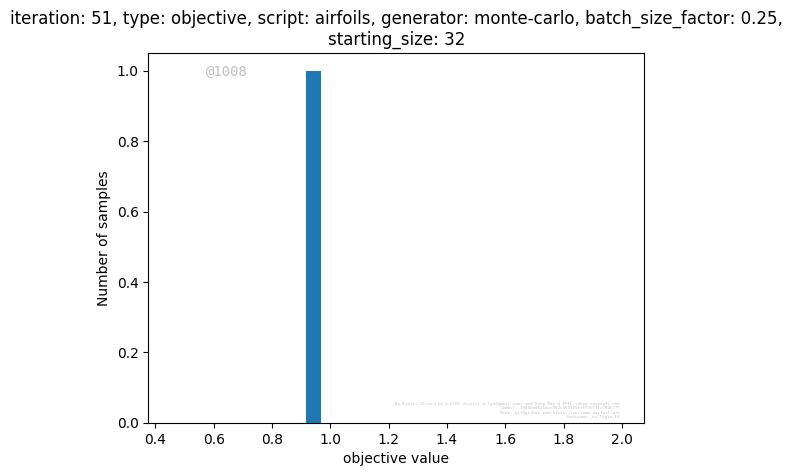 iteration: 51, type: objective, script: airfoils, generator: monte-carlo, batch_size_factor: 0.25,
starting_size: 32
@1008
1.0
0.8
0.6
0.4
0.2
0.0
Number of samples
0.4 0.6 0.8 1.0 1.2 1.4 1.6 1.8 2.0
objective value